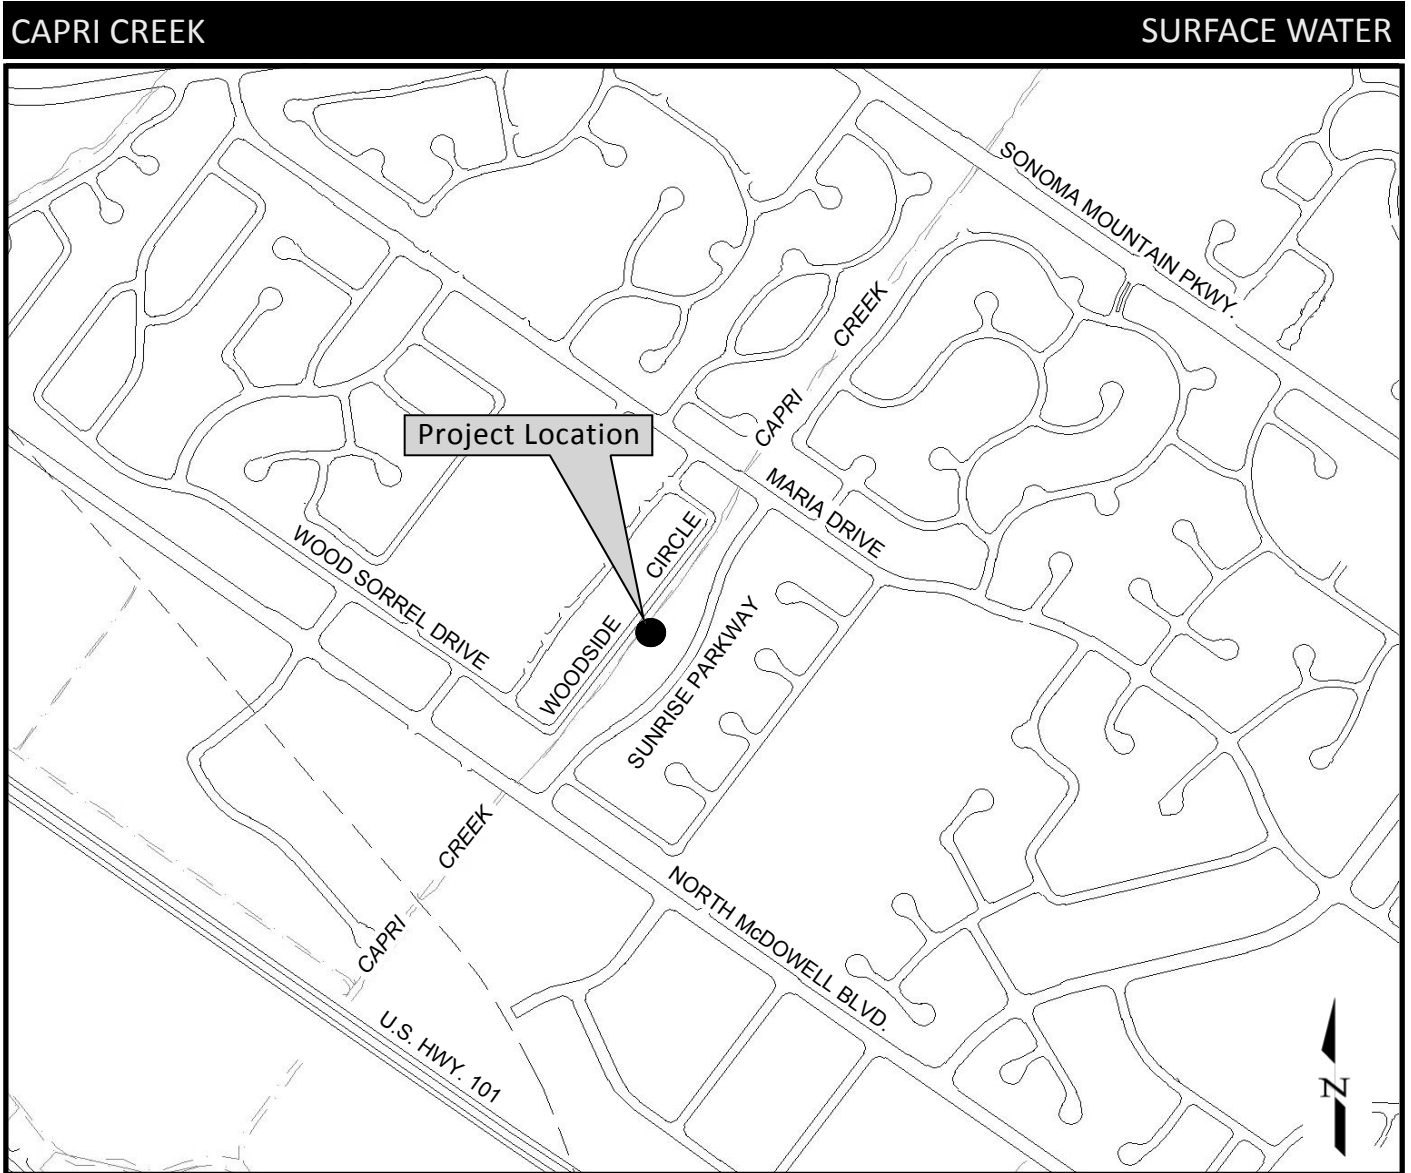 CAPRI CREEK
SURFACE WATER
SONOMA MOUNTAIN PKWY.
CREEK
CAPRI
Project Location
MARIA DRIVE
CIRCLE
WOODSIDE
WOOD SORREL DRIVE
SUNRISE PARKWAY
CREEK
CAPRI
NORTH McDOWELL BLVD.
U.S. HWY. 101
N